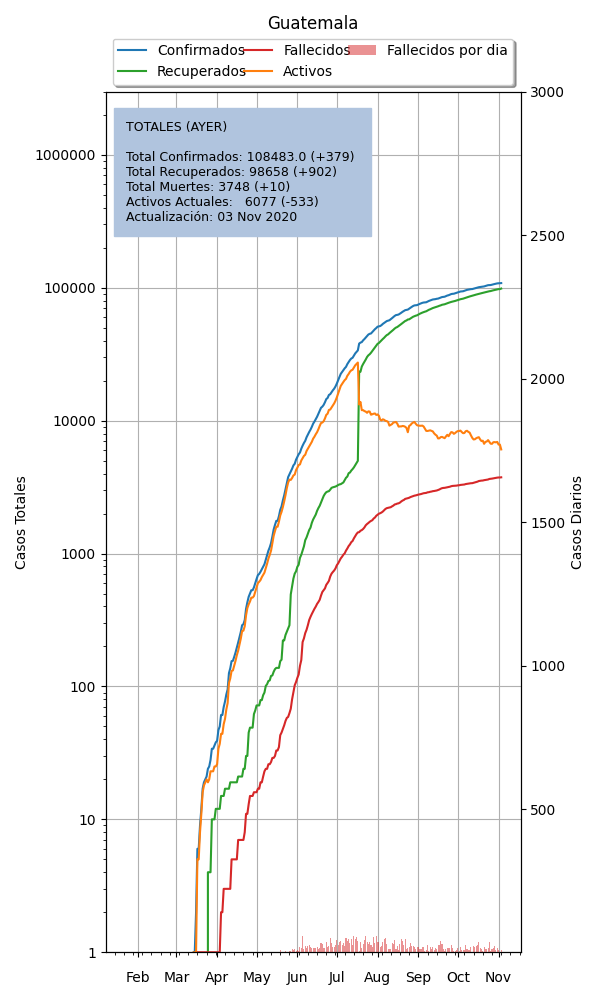 Guatemala
Confirmados
Recuperados
Fallecidos
Activos
Fallecidos por dia
TOTALES (AYER)
Total Confirmados: 108483.0 (+379)
Total Recuperados: 98658 (+902)
Total Muertes: 3748 (+10)
Activos Actuales:   6077 (-533)
Actualización: 03 Nov 2020
Casos Totales
1000000
100000
10000
1000
100
10
1
Casos Diarios
3000
2500
2000
1500
1000
500
Feb Mar Apr May Jun Jul Aug Sep Oct Nov